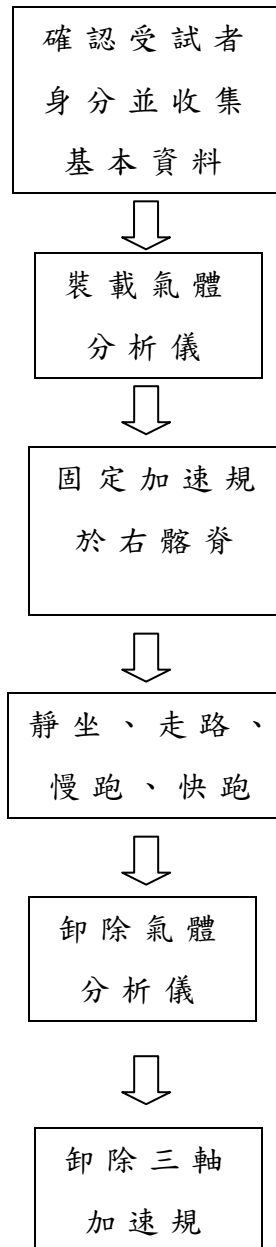 確認受試者
身分並收集
基本資料
裝載氣體
分析儀
固定加速規
於右髂脊
靜坐、走路、
慢跑、快跑
卸除氣體
分析儀
卸除三軸
加速規